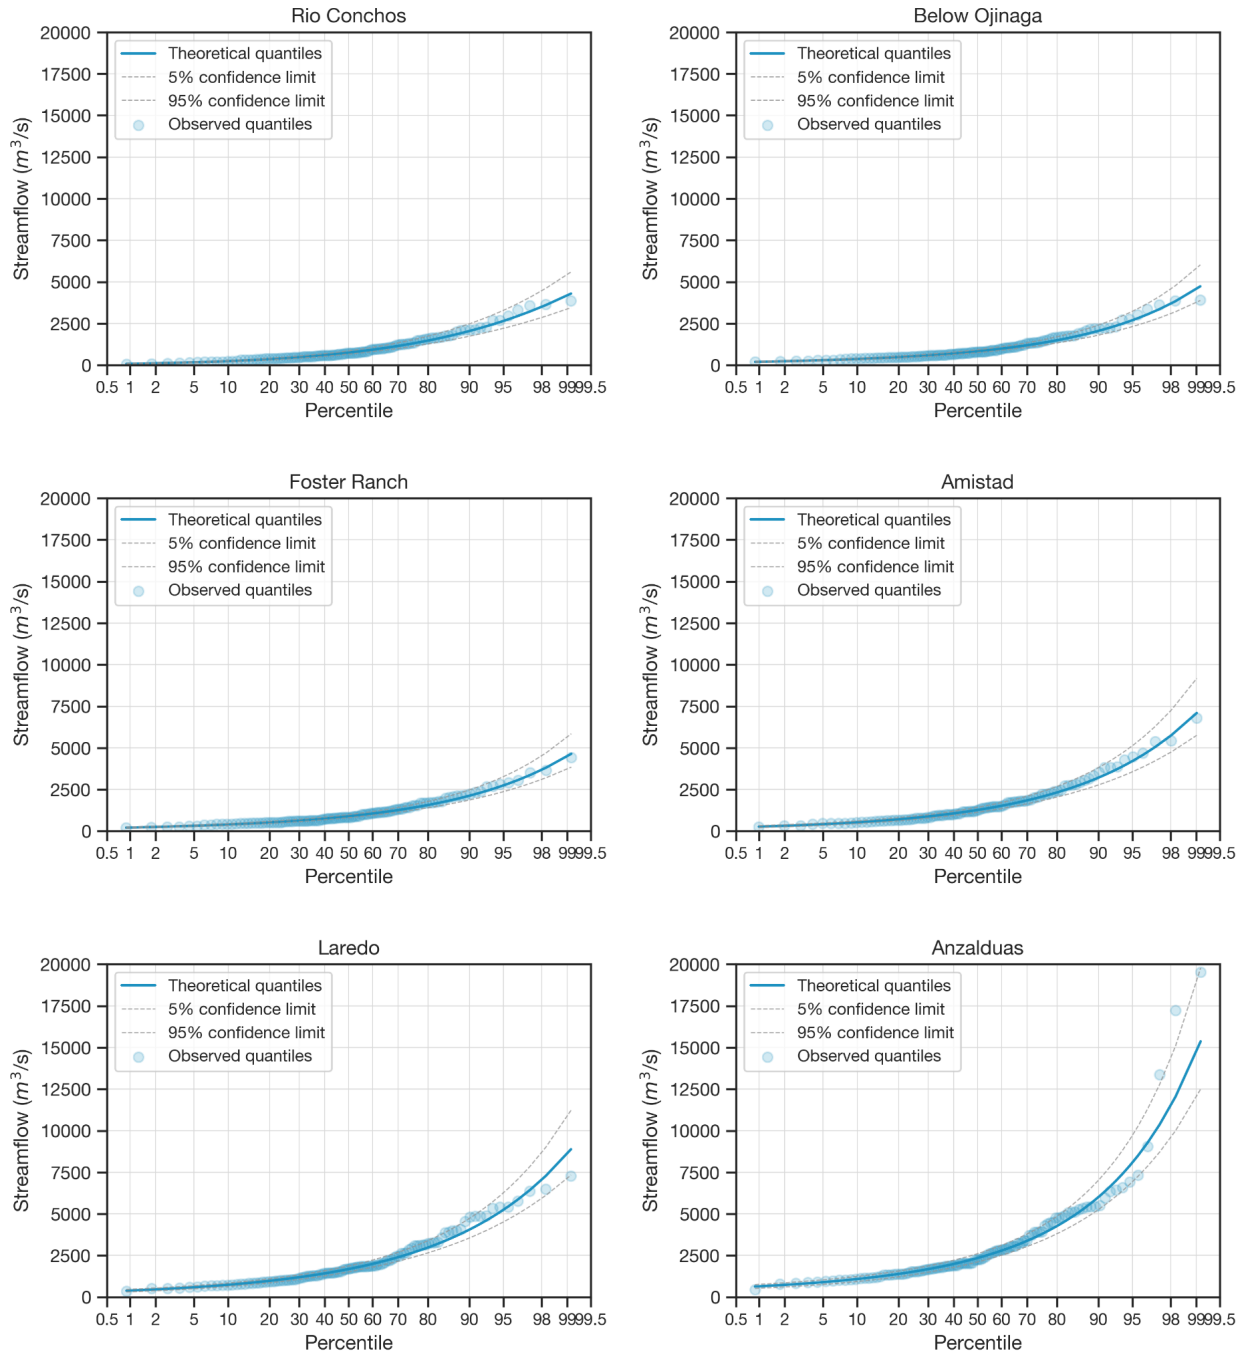 Rio Conchos
20000
17500
15000
12500
10000
7500
5000
2500
0
Streamflow (m³/s)
Theoretical quantiles
5% confidence limit
95% confidence limit
Observed quantiles
0.5 1 2 5 10 20 30 40 50 60 70 80 90 95 98 99 99.5
Percentile
Below Ojinaga
20000
17500
15000
12500
10000
7500
5000
2500
0
Streamflow (m³/s)
Theoretical quantiles
5% confidence limit
95% confidence limit
Observed quantiles
0.5 1 2 5 10 20 30 40 50 60 70 80 90 95 98 99 99.5
Percentile
Foster Ranch
20000
17500
15000
12500
10000
7500
5000
2500
0
Streamflow (m³/s)
Theoretical quantiles
5% confidence limit
95% confidence limit
Observed quantiles
0.5 1 2 5 10 20 30 40 50 60 70 80 90 95 98 99 99.5
Percentile
Amistad
20000
17500
15000
12500
10000
7500
5000
2500
0
Streamflow (m³/s)
Theoretical quantiles
5% confidence limit
95% confidence limit
Observed quantiles
0.5 1 2 5 10 20 30 40 50 60 70 80 90 95 98 99 99.5
Percentile
Laredo
20000
17500
15000
12500
10000
7500
5000
2500
0
Streamflow (m³/s)
Theoretical quantiles
5% confidence limit
95% confidence limit
Observed quantiles
0.5 1 2 5 10 20 30 40 50 60 70 80 90 95 98 99 99.5
Percentile
Anzalduas
20000
17500
15000
12500
10000
7500
5000
2500
0
Streamflow (m³/s)
Theoretical quantiles
5% confidence limit
95% confidence limit
Observed quantiles
0.5 1 2 5 10 20 30 40 50 60 70 80 90 95 98 99 99.5
Percentile